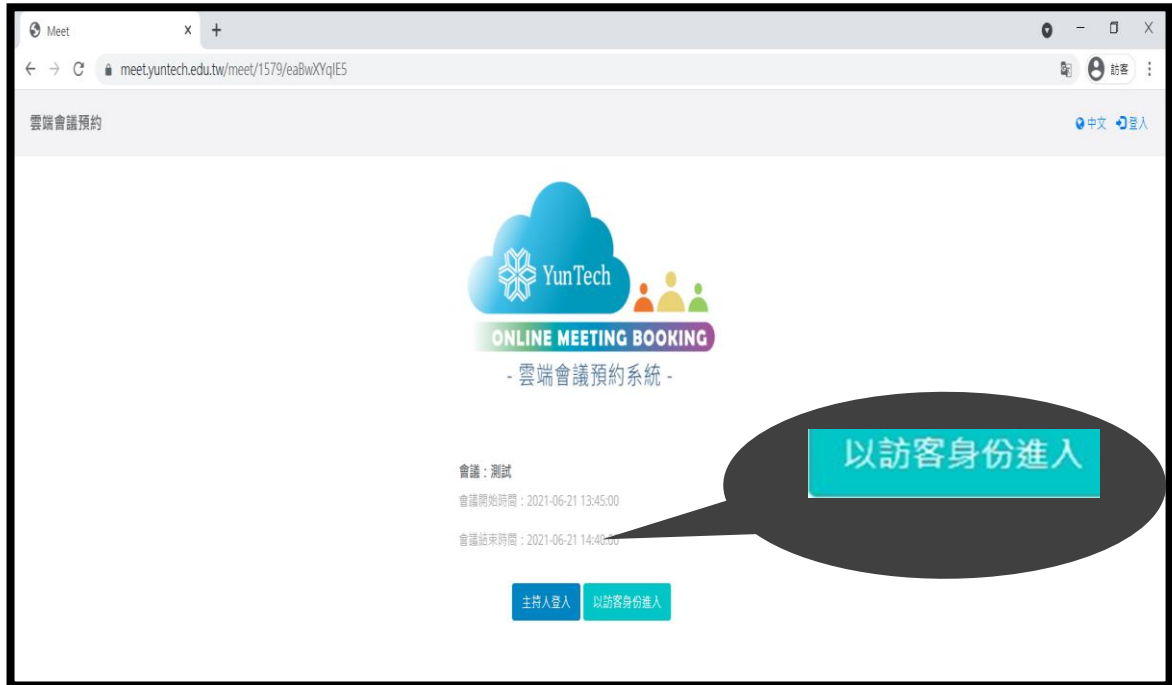 Meet
meet.yuntech.edu.tw/meet/1579/eaBwXYqIE5
訪客
雲端會議預約
中文 登入
YunTech
ONLINE MEETING BOOKING
- 雲端會議預約系統 -
會議：測試
會議開始時間：2021-06-21 13:45:00
會議結束時間：2021-06-21 14:40:00
以訪客身份進入
主持人登入 以訪客身份進入